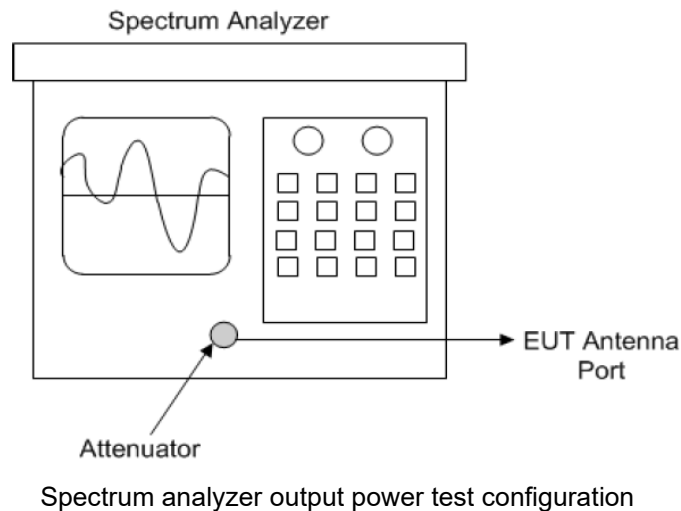 Spectrum Analyzer
EUT Antenna
Port
Attenuator
Spectrum analyzer output power test configuration